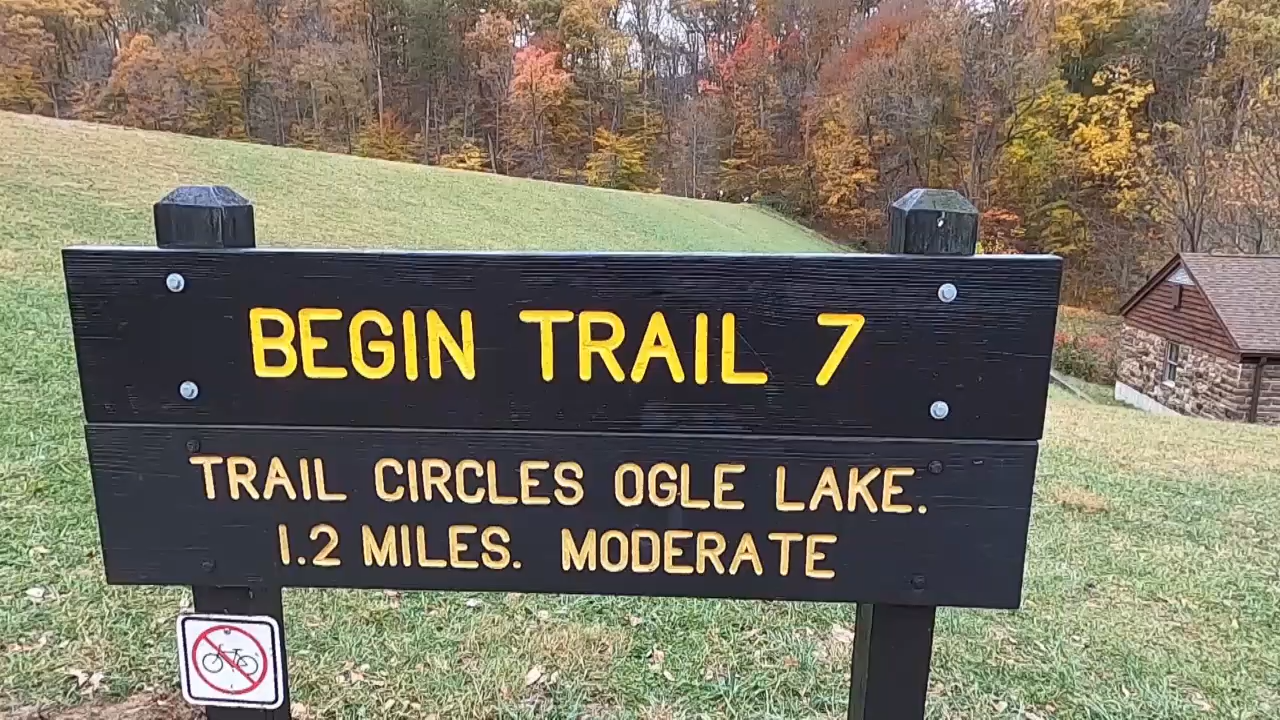 BEGIN TRAIL 7
TRAIL CIRCLES OGLE LAKE.
1.2 MILES. MODERATE